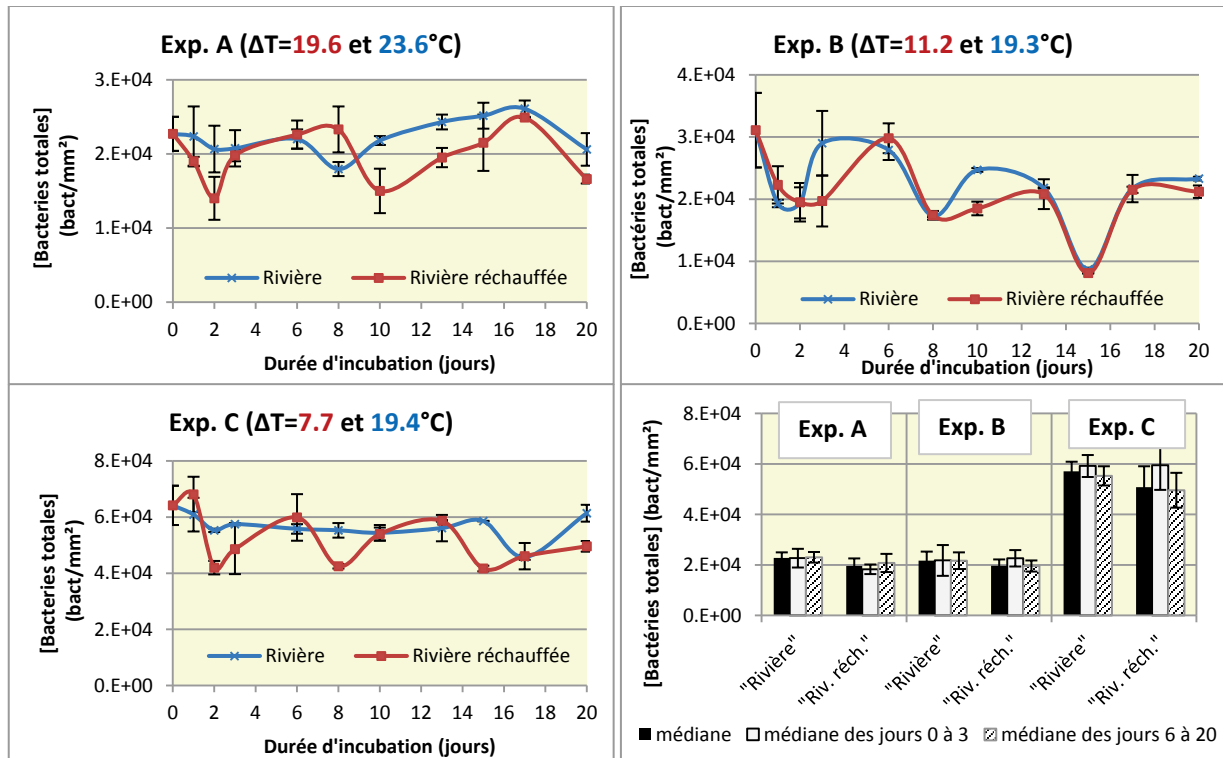 Exp. A (ΔT=19.6 et 23.6°C)
[Bacteries totales]
(bact/mm²)
3.E+04
2.E+04
1.E+04
0.E+00
Rivière
Rivière réchauffée
0 2 4 6 8 10 12 14 16 18 20
Durée d'incubation (jours)
Exp. B (ΔT=11.2 et 19.3°C)
[Bactéries totales]
(bact/mm²)
4.E+04
3.E+04
2.E+04
1.E+04
0.E+00
Rivière
Rivière réchauffée
0 2 4 6 8 10 12 14 16 18 20
Durée d'incubation (jours)
Exp. C (ΔT=7.7 et 19.4°C)
[Bacteries totales]
(bact/mm²)
8.E+04
6.E+04
4.E+04
2.E+04
0.E+00
Rivière
Rivière réchauffée
0 2 4 6 8 10 12 14 16 18 20
Durée d'incubation (jours)
[Bactéries totales] (bact/mm²)
8.E+04
6.E+04
4.E+04
2.E+04
0.E+00
Exp. A
Exp. B
Exp. C
"Rivière"
"Riv. réch."
"Rivière"
"Riv. réch."
"Rivière"
"Riv. réch."
médiane
médiane des jours 0 à 3
médiane des jours 6 à 20